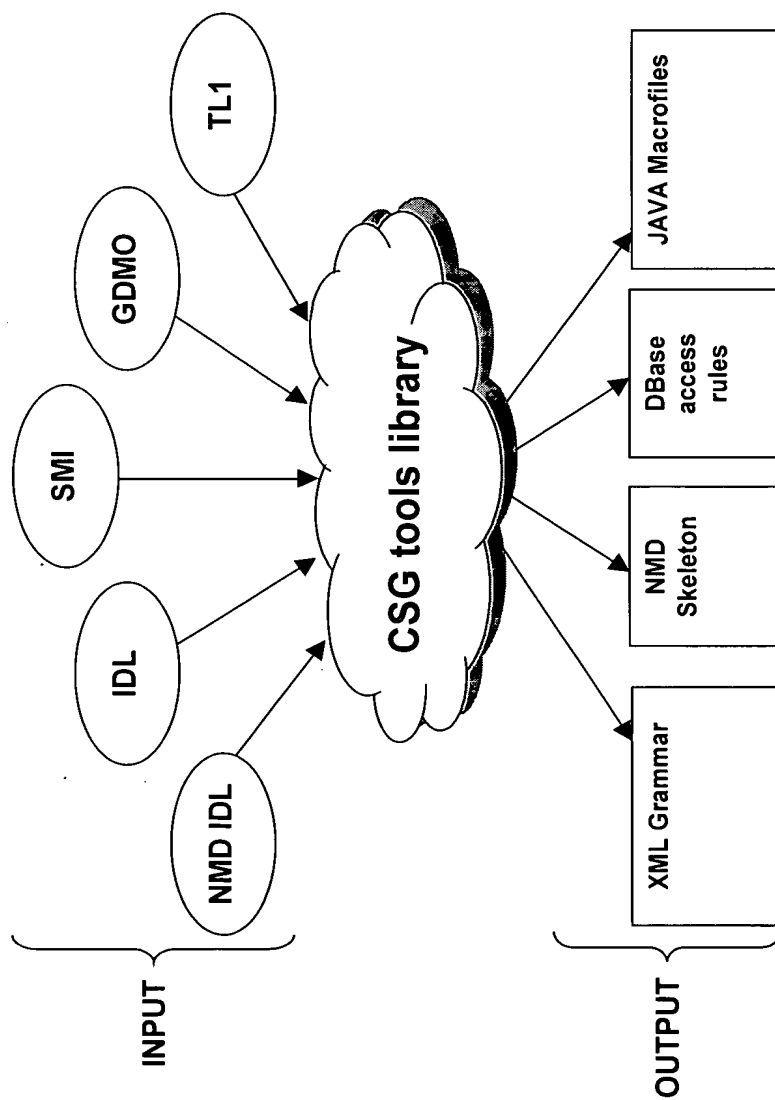 INPUT
NMD IDL
IDL
SMI
GDMO
TL1
CSG tools library
OUTPUT
XML Grammar
NMD
Skeleton
DBase
access
rules
JAVA Macrofiles